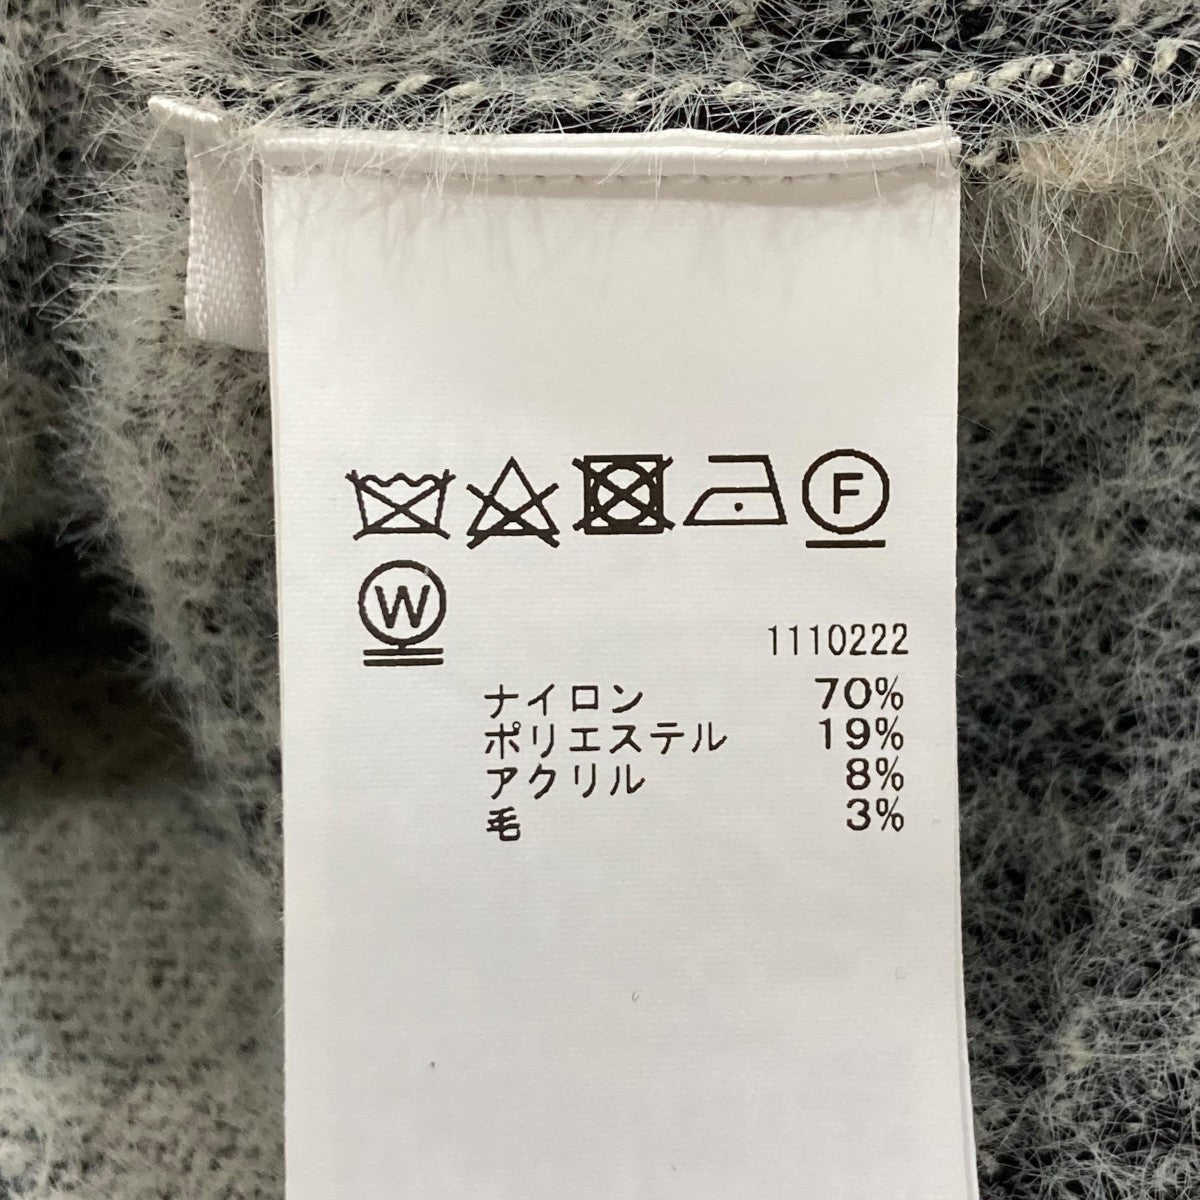 F
W
1110222
ナイロン 70%
ポリエステル 19%
アクリル 8%
毛 3%